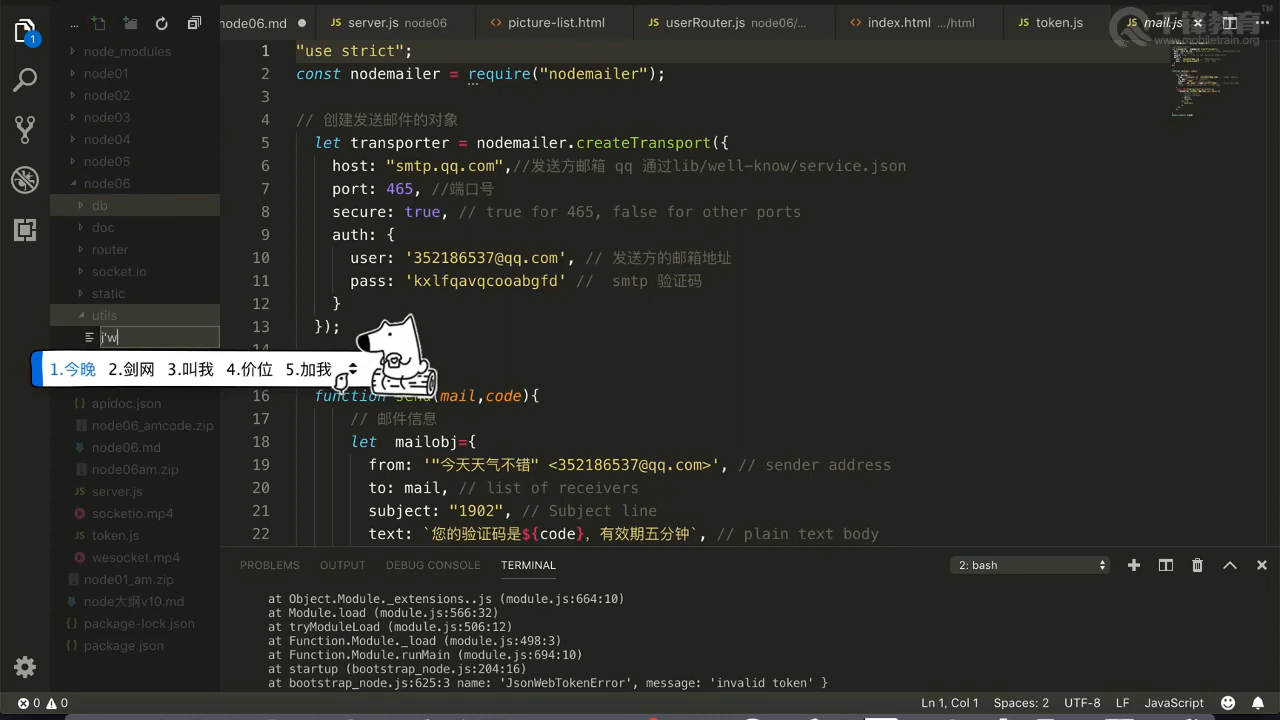 node06.md
server.js node06
picture-list.html
userRouter.js node06/...
index.html .../html
token.js
mail.js
千锋教育
www.mobiletrain.org
1
node_modules
node01
node02
node03
node04
node05
node06
db
doc
router
socket.io
static
utils
j'w
1.今晚 2.剑网 3.叫我 4.价位 5.加我
apidoc.json
node06_amcode.zip
node06.md
node06am.zip
server.js
socketio.mp4
token.js
wesocket.mp4
node01_am.zip
node大纲v10.md
package-lock.json
package.json
1 "use strict";
2 const nodemailer = require("nodemailer");
3
4 // 创建发送邮件的对象
5 let transporter = nodemailer.createTransport({
6 host: "smtp.qq.com",//发送方邮箱 qq 通过lib/well-know/service.json
7 port: 465, //端口号
8 secure: true, // true for 465, false for other ports
9 auth: {
10 user: '352186537@qq.com', // 发送方的邮箱地址
11 pass: 'kxlfqavqcooabgfd' // smtp 验证码
12 }
13 });
16 function send(mail,code){
17 // 邮件信息
18 let mailobj={
19 from: '"今天天气不错" <352186537@qq.com>', // sender address
20 to: mail, // list of receivers
21 subject: "1902", // Subject line
22 text: `您的验证码是${code}，有效期五分钟`, // plain text body
PROBLEMS OUTPUT DEBUG CONSOLE TERMINAL 2: bash
at Object.Module._extensions..js (module.js:664:10)
at Module.load (module.js:566:32)
at tryModuleLoad (module.js:506:12)
at Function.Module._load (module.js:498:3)
at Function.Module.runMain (module.js:694:10)
at startup (bootstrap_node.js:204:16)
at bootstrap_node.js:625:3 name: 'JsonWebTokenError', message: 'invalid token' }
0 0 Ln 1, Col 1 Spaces: 2 UTF-8 LF JavaScript